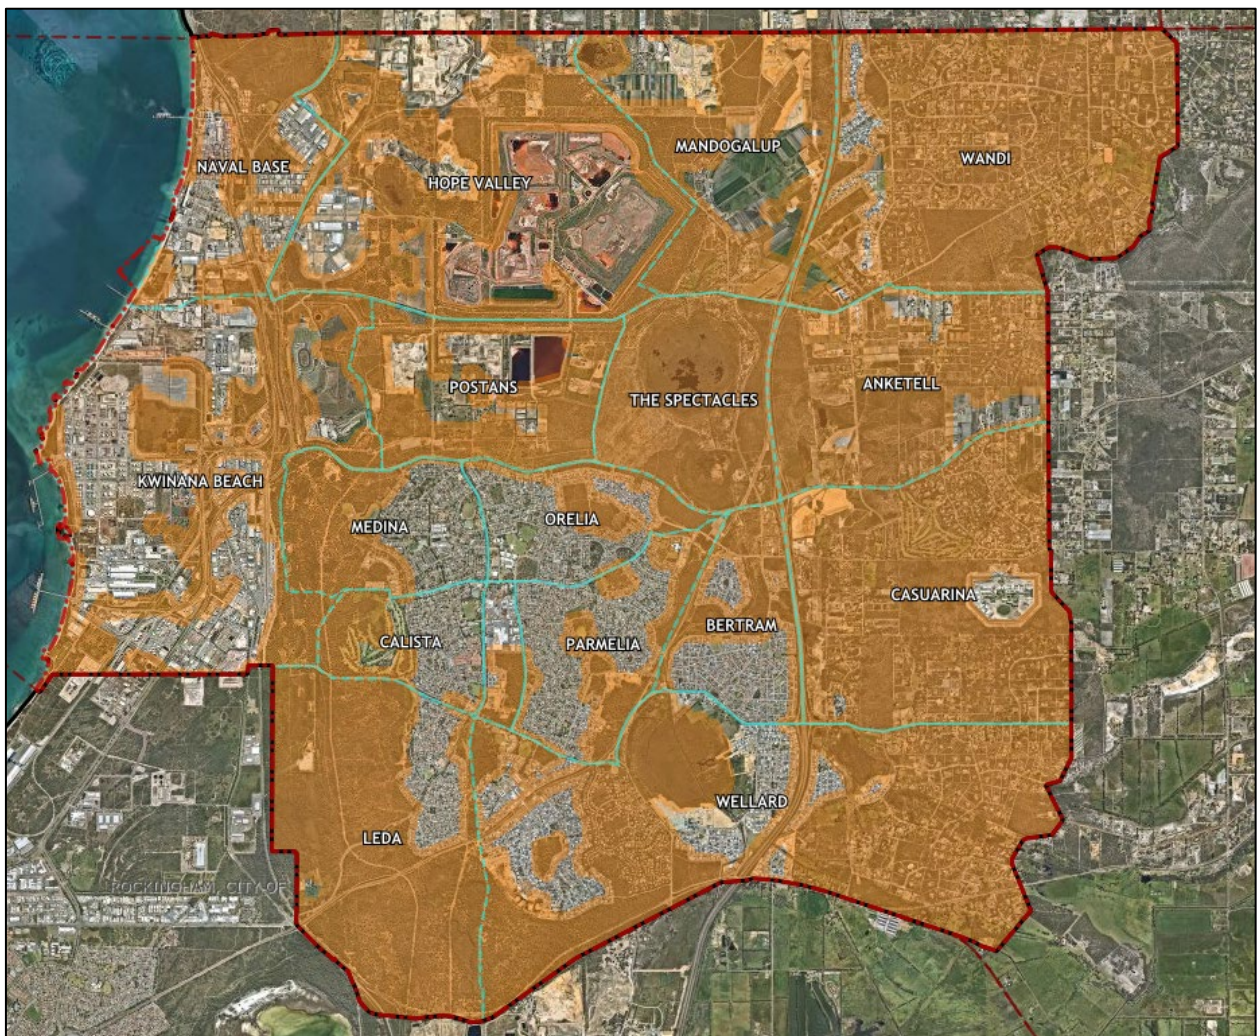 MANDOGALUP
WANDI
NAVAL BASE
HOPE VALLEY
POSTANS
THE SPECTACLES
ANKETELL
KWINANA BEACH
MEDINA
ORELIA
CASUARINA
BERTRAM
CALISTA
PARMELIA
WELLARD
LEDA
ROCKINGHAM, CITY OF